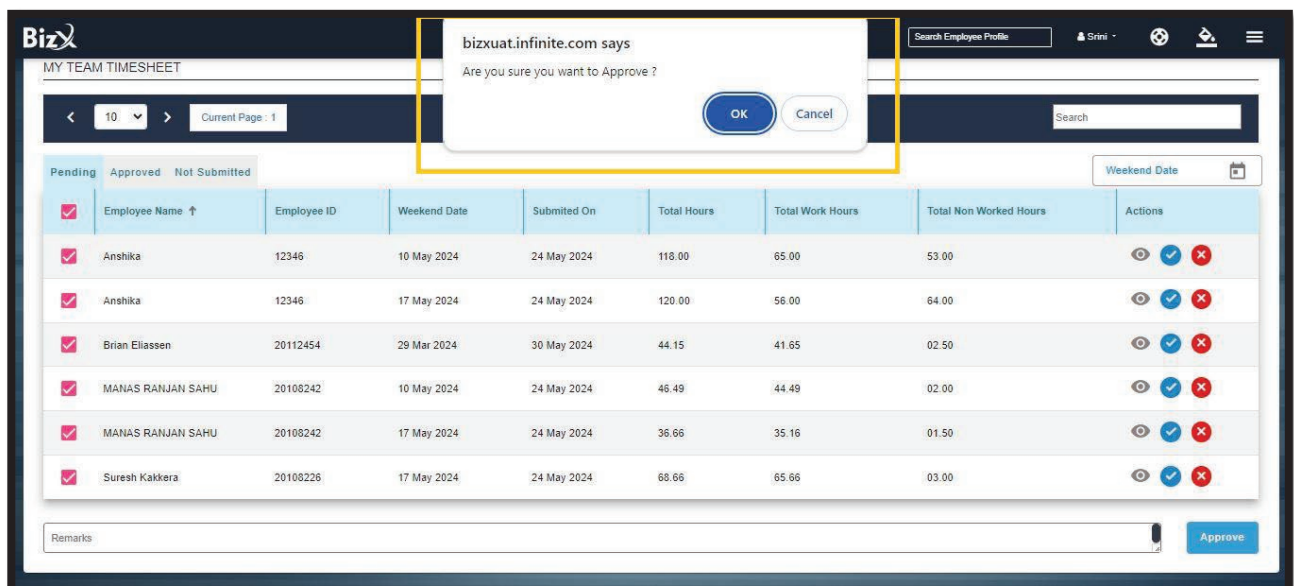 BizX
bizxuat.infinite.com says
Are you sure you want to Approve ?
OK Cancel
Search Employee Profile
Srini
MY TEAM TIMESHEET
10 Current Page : 1 Search
Pending Approved Not Submitted Weekend Date
Employee Name Employee ID Weekend Date Submited On Total Hours Total Work Hours Total Non Worked Hours Actions
Anshika 12346 10 May 2024 24 May 2024 118.00 65.00 53.00
Anshika 12346 17 May 2024 24 May 2024 120.00 56.00 64.00
Brian Eliassen 20112454 29 Mar 2024 30 May 2024 44.15 41.65 02.50
MANAS RANJAN SAHU 20108242 10 May 2024 24 May 2024 46.49 44.49 02.00
MANAS RANJAN SAHU 20108242 17 May 2024 24 May 2024 36.66 35.16 01.50
Suresh Kakkera 20108226 17 May 2024 24 May 2024 68.66 65.66 03.00
Remarks Approve